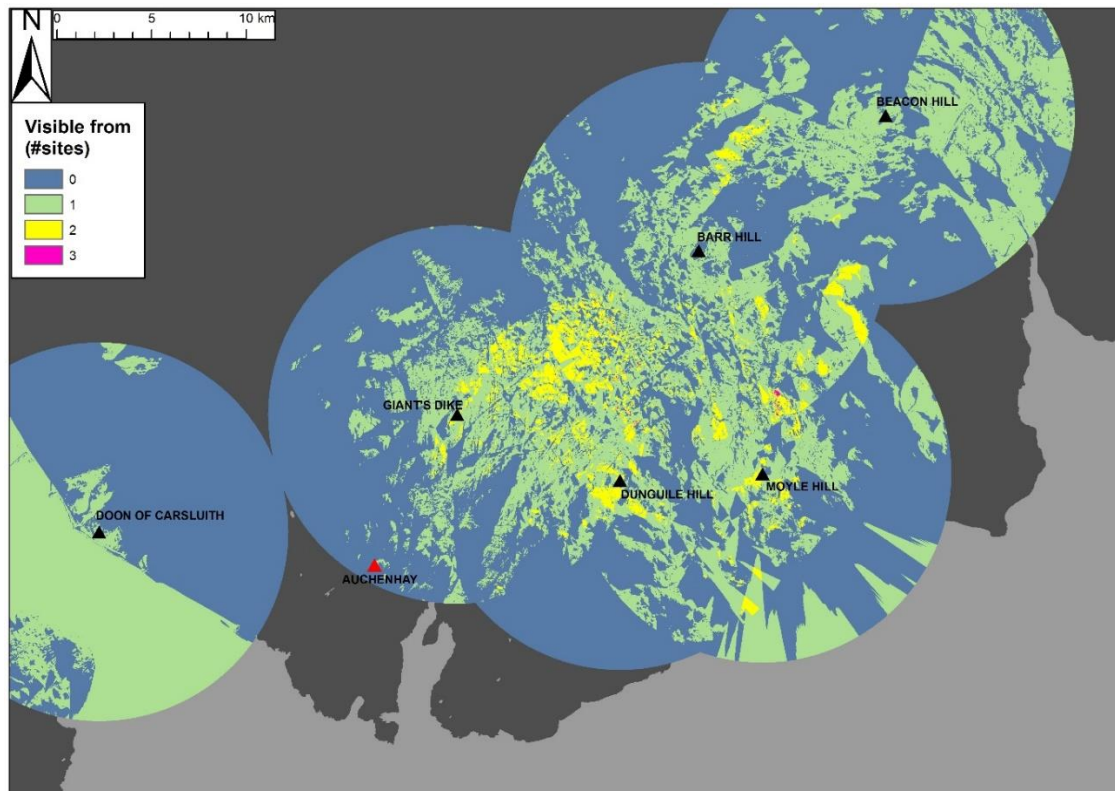 N
0 5 10 km
Visible from
(#sites)
0
1
2
3
BEACON HILL
BARR HILL
GIANT'S DIKE
DUNGUILE HILL
MOYLE HILL
DOON OF CARSLUITH
AUCHENHAY